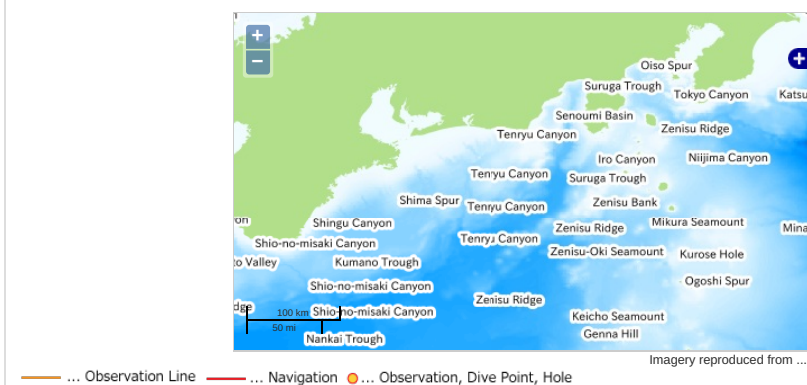 +
−
Oiso Spur
Suruga Trough
Tokyo Canyon
Katsu
Senoumi Basin
Tenryu Canyon
Zenisu Ridge
Iro Canyon
Niijima Canyon
Tenryu Canyon
Suruga Trough
Shima Spur
Tenryu Canyon
Zenisu Bank
yon
Shingu Canyon
Mikura Seamount
Zenisu Ridge
Mina
Shio-no-misaki Canyon
Tenryu Canyon
Zenisu-Oki Seamount
Kurose Hole
to Valley
Kumano Trough
Ogoshi Spur
Shio-no-misaki Canyon
Zenisu Ridge
dge
100 km
Shio-no-misaki Canyon
Keicho Seamount
50 mi
Genna Hill
Nankai Trough
Imagery reproduced from ...
... Observation Line ... Navigation ... Observation, Dive Point, Hole